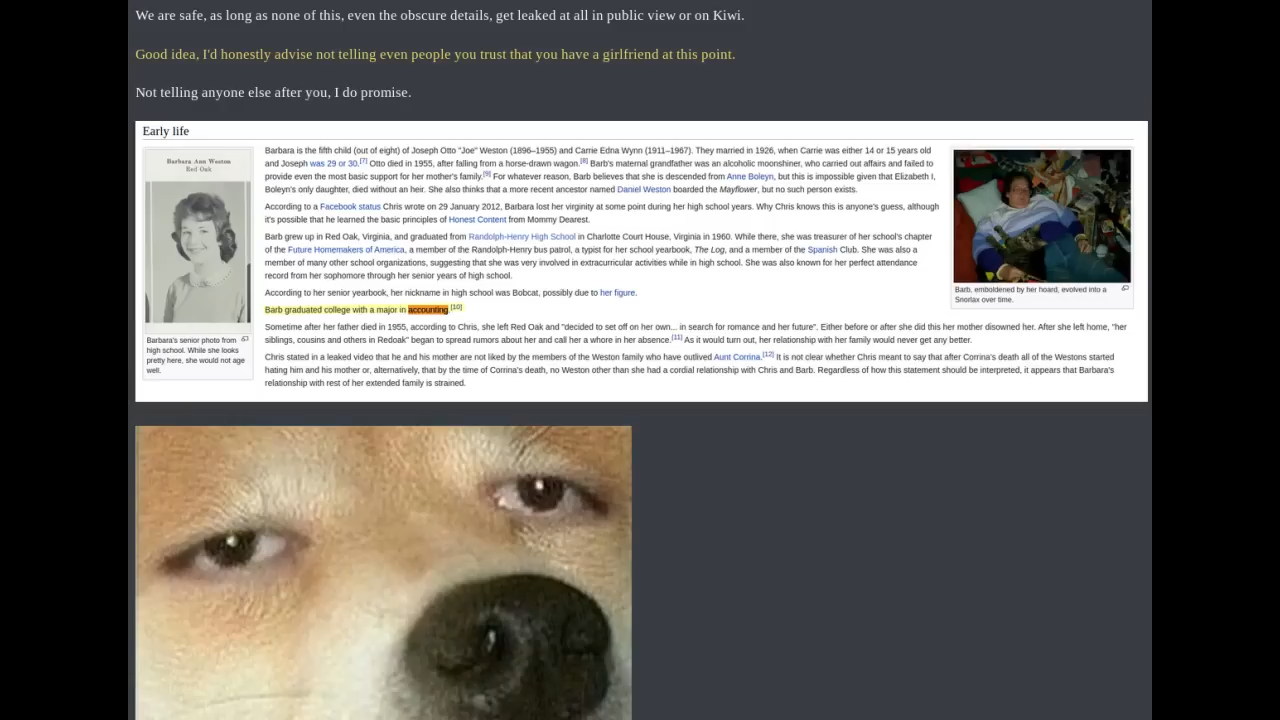 We are safe, as long as none of this, even the obscure details, get leaked at all in public view or on Kiwi.
Good idea, I'd honestly advise not telling even people you trust that you have a girlfriend at this point.
Not telling anyone else after you, I do promise.
Early life
Barbara Ann Weston
Red Oak
Barbara's senior photo from
high school. While she looks
pretty here, she would not age
well.
Barbara is the fifth child (out of eight) of Joseph Otto "Joe" Weston (1896–1955) and Carrie Edna Wynn (1911–1967). They married in 1926, when Carrie was either 14 or 15 years old
and Joseph was 29 or 30.[7] Otto died in 1955, after falling from a horse-drawn wagon.[8] Barb's maternal grandfather was an alcoholic moonshiner, who carried out affairs and failed to
provide even the most basic support for her mother's family.[9] For whatever reason, Barb believes that she is descended from Anne Boleyn, but this is impossible given that Elizabeth I,
Boleyn's only daughter, died without an heir. She also thinks that a more recent ancestor named Daniel Weston boarded the Mayflower, but no such person exists.
According to a Facebook status Chris wrote on 29 January 2012, Barbara lost her virginity at some point during her high school years. Why Chris knows this is anyone's guess, although
it's possible that he learned the basic principles of Honest Content from Mommy Dearest.
Barb grew up in Red Oak, Virginia, and graduated from Randolph-Henry High School in Charlotte Court House, Virginia in 1960. While there, she was treasurer of her school's chapter
of the Future Homemakers of America, a member of the Randolph-Henry bus patrol, a typist for her school yearbook, The Log, and a member of the Spanish Club. She was also a
member of many other school organizations, suggesting that she was very involved in extracurricular activities while in high school. She was also known for her perfect attendance
record from her sophomore through her senior years of high school.
According to her senior yearbook, her nickname in high school was Bobcat, possibly due to her figure.
Barb graduated college with a major in accounting.[10]
Sometime after her father died in 1955, according to Chris, she left Red Oak and "decided to set off on her own... in search for romance and her future". Either before or after she did this her mother disowned her. After she left home, "her
siblings, cousins and others in Redoak" began to spread rumors about her and call her a whore in her absence.[11] As it would turn out, her relationship with her family would never get any better.
Chris stated in a leaked video that he and his mother are not liked by the members of the Weston family who have outlived Aunt Corrina.[12] It is not clear whether Chris meant to say that after Corrina's death all of the Westons started
hating him and his mother or, alternatively, that by the time of Corrina's death, no Weston other than she had a cordial relationship with Chris and Barb. Regardless of how this statement should be interpreted, it appears that Barbara's
relationship with rest of her extended family is strained.
Barb, emboldened by her hoard, evolved into a
Snorlax over time.